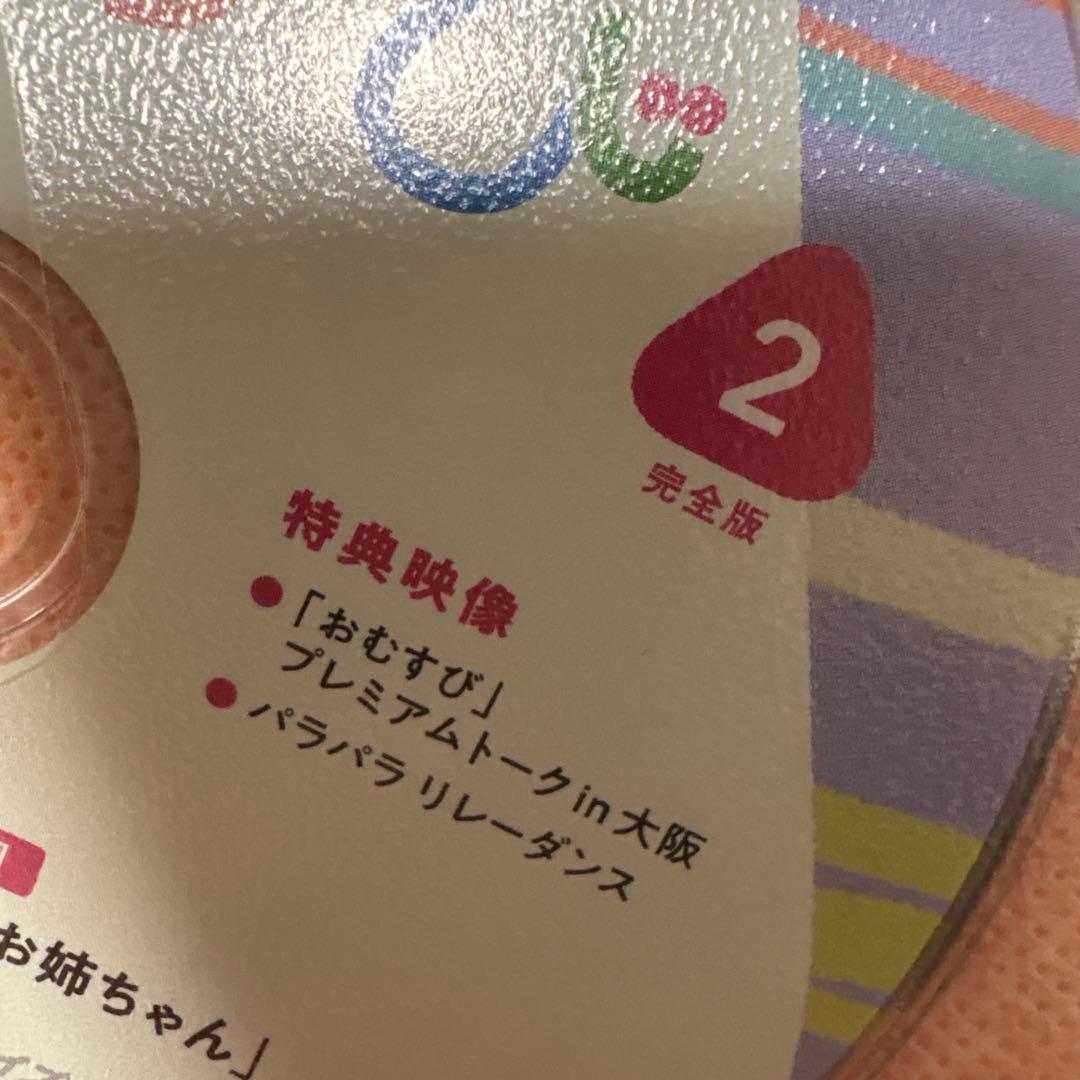 2
完全版
特典映像
●「おむすび」
プレミアムトークin大阪
●パラパラ リレーダンス
お姉ちゃん」